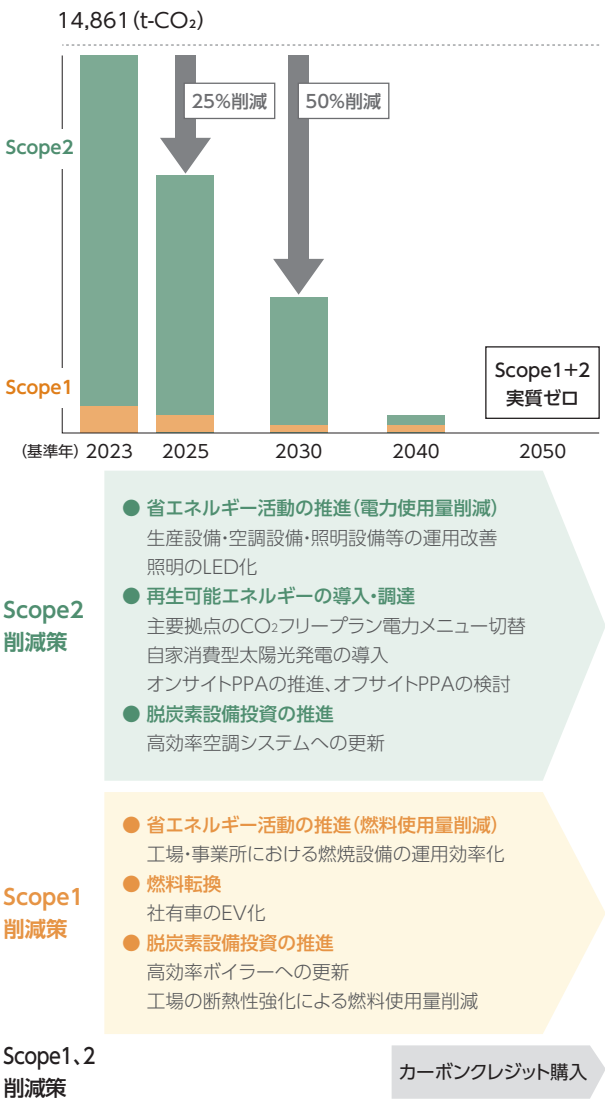 14,861(t-CO₂)
25%削減
50%削減
Scope2
Scope1
Scope1+2
実質ゼロ
(基準年) 2023 2025 2030 2040 2050
Scope2
削減策
● 省エネルギー活動の推進(電力使用量削減)
生産設備・空調設備・照明設備等の運用改善
照明のLED化
● 再生可能エネルギーの導入・調達
主要拠点のCO₂フリープラン電力メニュー切替
自家消費型太陽光発電の導入
オンサイトPPAの推進、オフサイトPPAの検討
● 脱炭素設備投資の推進
高効率空調システムへの更新
Scope1
削減策
● 省エネルギー活動の推進(燃料使用量削減)
工場・事業所における燃焼設備の運用効率化
● 燃料転換
社有車のEV化
● 脱炭素設備投資の推進
高効率ボイラーへの更新
工場の断熱性強化による燃料使用量削減
Scope1、2
削減策
カーボンクレジット購入